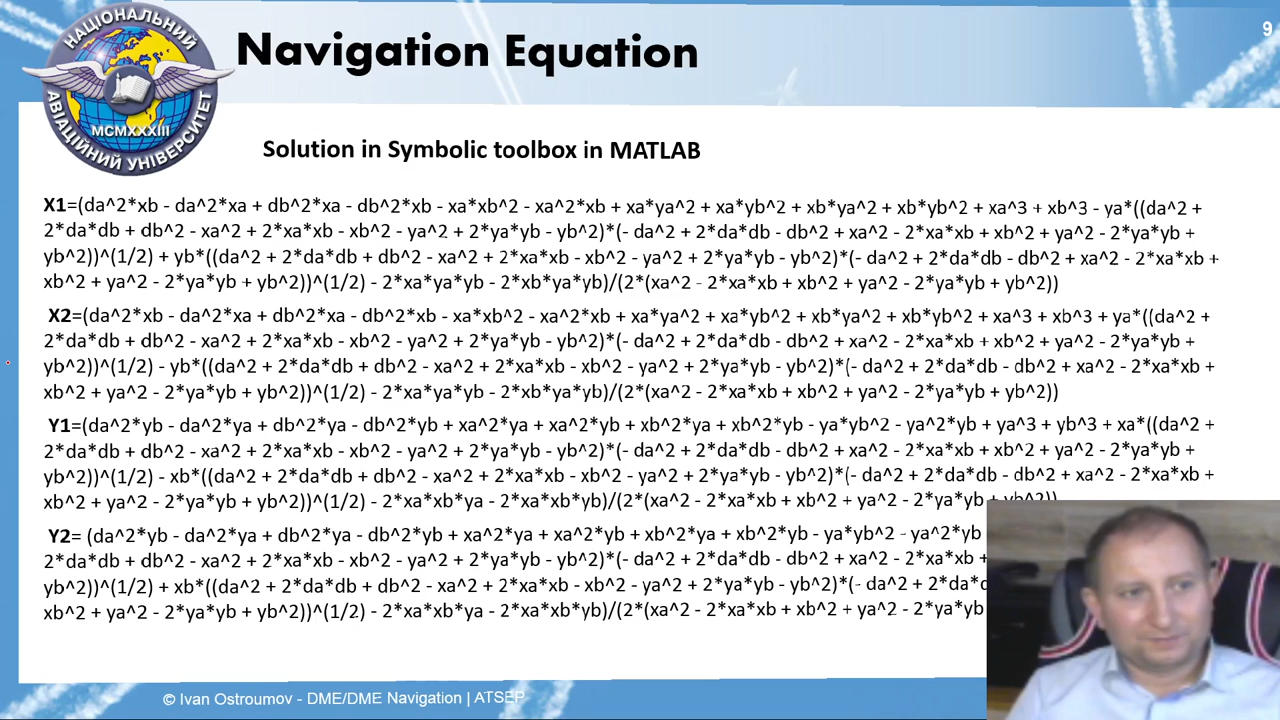 НАЦІОНАЛЬНИЙ
АВІАЦІЙНИЙ УНІВЕРСИТЕТ
MCMXXXIII
Navigation Equation
9
Solution in Symbolic toolbox in MATLAB
X1=(da^2*xb - da^2*xa + db^2*xa - db^2*xb - xa*xb^2 - xa^2*xb + xa*ya^2 + xa*yb^2 + xb*ya^2 + xb*yb^2 + xa^3 + xb^3 - ya*((da^2 +
2*da*db + db^2 - xa^2 + 2*xa*xb - xb^2 - ya^2 + 2*ya*yb - yb^2)*(- da^2 + 2*da*db - db^2 + xa^2 - 2*xa*xb + xb^2 + ya^2 - 2*ya*yb +
yb^2))^(1/2) + yb*((da^2 + 2*da*db + db^2 - xa^2 + 2*xa*xb - xb^2 - ya^2 + 2*ya*yb - yb^2)*(- da^2 + 2*da*db - db^2 + xa^2 - 2*xa*xb +
xb^2 + ya^2 - 2*ya*yb + yb^2))^(1/2) - 2*xa*ya*yb - 2*xb*ya*yb)/(2*(xa^2 - 2*xa*xb + xb^2 + ya^2 - 2*ya*yb + yb^2))
X2=(da^2*xb - da^2*xa + db^2*xa - db^2*xb - xa*xb^2 - xa^2*xb + xa*ya^2 + xa*yb^2 + xb*ya^2 + xb*yb^2 + xa^3 + xb^3 + ya*((da^2 +
2*da*db + db^2 - xa^2 + 2*xa*xb - xb^2 - ya^2 + 2*ya*yb - yb^2)*(- da^2 + 2*da*db - db^2 + xa^2 - 2*xa*xb + xb^2 + ya^2 - 2*ya*yb +
yb^2))^(1/2) - yb*((da^2 + 2*da*db + db^2 - xa^2 + 2*xa*xb - xb^2 - ya^2 + 2*ya*yb - yb^2)*(- da^2 + 2*da*db - db^2 + xa^2 - 2*xa*xb +
xb^2 + ya^2 - 2*ya*yb + yb^2))^(1/2) - 2*xa*ya*yb - 2*xb*ya*yb)/(2*(xa^2 - 2*xa*xb + xb^2 + ya^2 - 2*ya*yb + yb^2))
Y1=(da^2*yb - da^2*ya + db^2*ya - db^2*yb + xa^2*ya + xa^2*yb + xb^2*ya + xb^2*yb - ya*yb^2 - ya^2*yb + ya^3 + yb^3 + xa*((da^2 +
2*da*db + db^2 - xa^2 + 2*xa*xb - xb^2 - ya^2 + 2*ya*yb - yb^2)*(- da^2 + 2*da*db - db^2 + xa^2 - 2*xa*xb + xb^2 + ya^2 - 2*ya*yb +
yb^2))^(1/2) - xb*((da^2 + 2*da*db + db^2 - xa^2 + 2*xa*xb - xb^2 - ya^2 + 2*ya*yb - yb^2)*(- da^2 + 2*da*db - db^2 + xa^2 - 2*xa*xb +
xb^2 + ya^2 - 2*ya*yb + yb^2))^(1/2) - 2*xa*xb*ya - 2*xa*xb*yb)/(2*(xa^2 - 2*xa*xb + xb^2 + ya^2 - 2*ya*yb + yb^2))
Y2= (da^2*yb - da^2*ya + db^2*ya - db^2*yb + xa^2*ya + xa^2*yb + xb^2*ya + xb^2*yb - ya*yb^2 - ya^2*yb
2*da*db + db^2 - xa^2 + 2*xa*xb - xb^2 - ya^2 + 2*ya*yb - yb^2)*(- da^2 + 2*da*db - db^2 + xa^2 - 2*xa*xb +
yb^2))^(1/2) + xb*((da^2 + 2*da*db + db^2 - xa^2 + 2*xa*xb - xb^2 - ya^2 + 2*ya*yb - yb^2)*(- da^2 + 2*da*
xb^2 + ya^2 - 2*ya*yb + yb^2))^(1/2) - 2*xa*xb*ya - 2*xa*xb*yb)/(2*(xa^2 - 2*xa*xb + xb^2 + ya^2 - 2*ya*yb
© Ivan Ostroumov - DME/DME Navigation | ATSEP